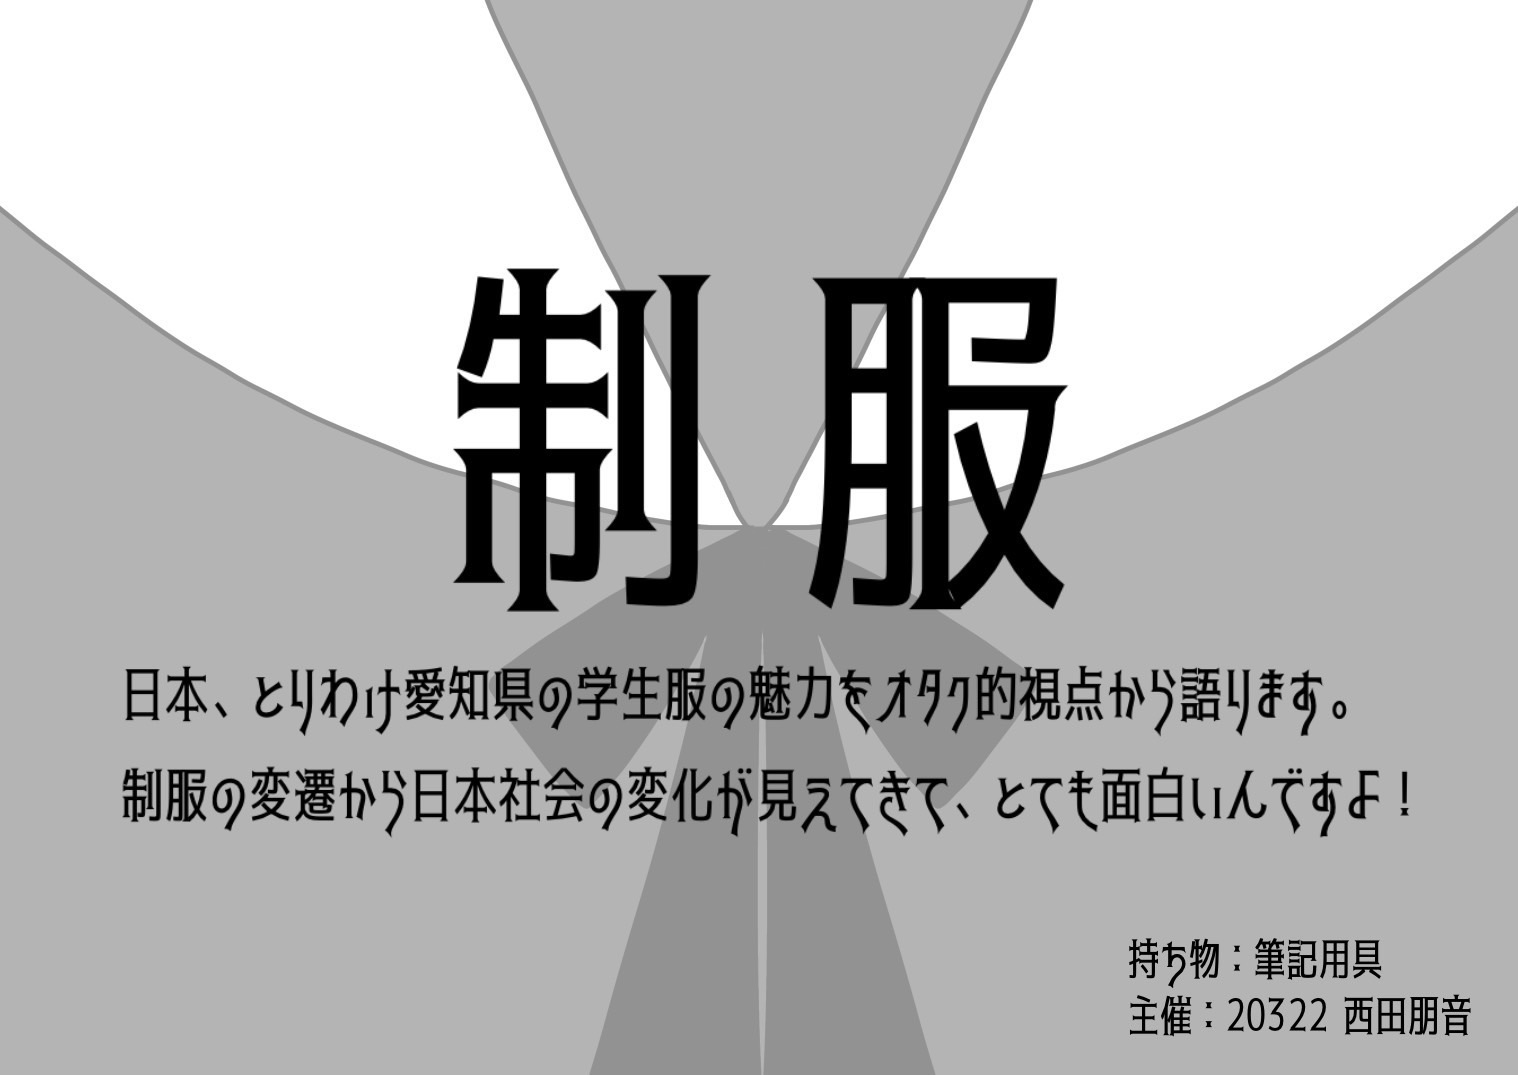 制服
日本、とりわけ愛知県の学生服の魅力をオタク的視点から語ります。
制服の変遷から日本社会の変化が見えてきて、とても面白いんですよ！
持ち物：筆記用具
主催：20322 西田朋音